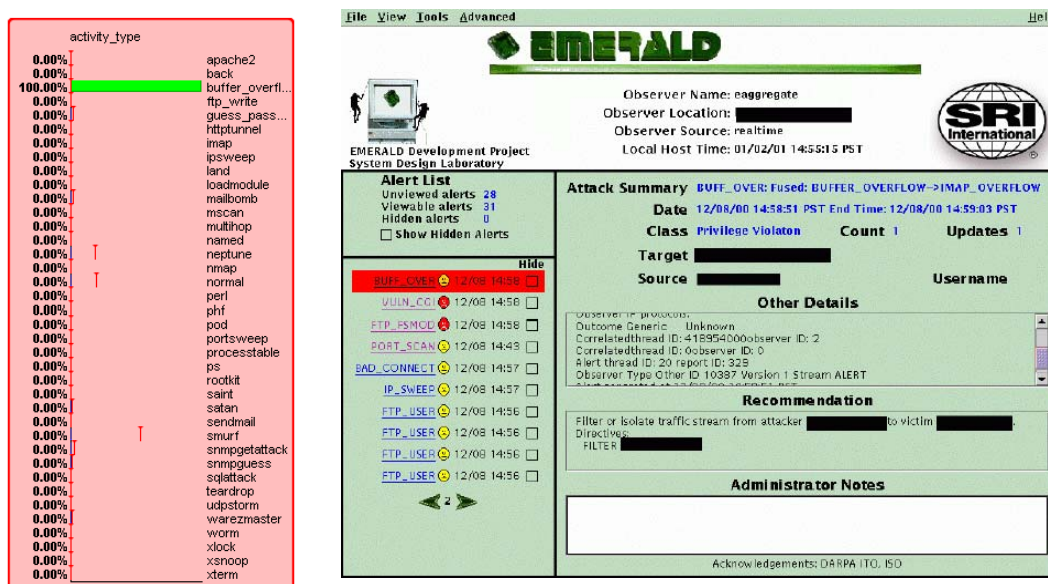 activity_type
0.00% apache2
0.00% back
100.00% buffer_overfl...
0.00% ftp_write
0.00% guess_pass...
0.00% httptunnel
0.00% imap
0.00% ipsweep
0.00% land
0.00% loadmodule
0.00% mailbomb
0.00% mscan
0.00% multihop
0.00% named
0.00% neptune
0.00% nmap
0.00% normal
0.00% perl
0.00% phf
0.00% pod
0.00% portsweep
0.00% processtable
0.00% ps
0.00% rootkit
0.00% saint
0.00% satan
0.00% sendmail
0.00% smurf
0.00% snmpgetattack
0.00% snmpguess
0.00% sqlattack
0.00% teardrop
0.00% udpstorm
0.00% warezmaster
0.00% worm
0.00% xlock
0.00% xsnoop
0.00% xterm
File View Tools Advanced Hel
EMERALD
Observer Name: eaggregate
Observer Location:
Observer Source: realtime
Local Host Time: 01/02/01 14:55:15 PST
EMERALD Development Project
System Design Laboratory
SRI
International
Alert List
Unviewed alerts 28
Viewable alerts 31
Hidden alerts 0
Show Hidden Alerts
Hide
BUFF_OVER 12/08 14:58
VULN_CGI 12/08 14:58
FTP_FSMOD 12/08 14:58
PORT_SCAN 12/08 14:43
BAD_CONNECT 12/08 14:57
IP_SWEEP 12/08 14:57
FTP_USER 12/08 14:56
FTP_USER 12/08 14:56
FTP_USER 12/08 14:56
FTP_USER 12/08 14:56
2
Attack Summary BUFF_OVER: Fused: BUFFER_OVERFLOW->IMAP_OVERFLOW
Date 12/08/00 14:58:51 PST End Time: 12/08/00 14:59:03 PST
Class Privilege Violaton Count 1 Updates 1
Target
Source Username
Other Details
Observer IP protocols:
Outcome Generic Unknown
Correlatedthread ID: 418954000observer ID: 2
Correlatedthread ID: 0observer ID: 0
Alert thread ID: 20 report ID: 329
Observer Type Other ID 10387 Version 1 Stream ALERT
Recommendation
Filter or isolate traffic stream from attacker to victim .
Directives:
FILTER
Administrator Notes
Acknowledgements: DARPA ITO, ISO